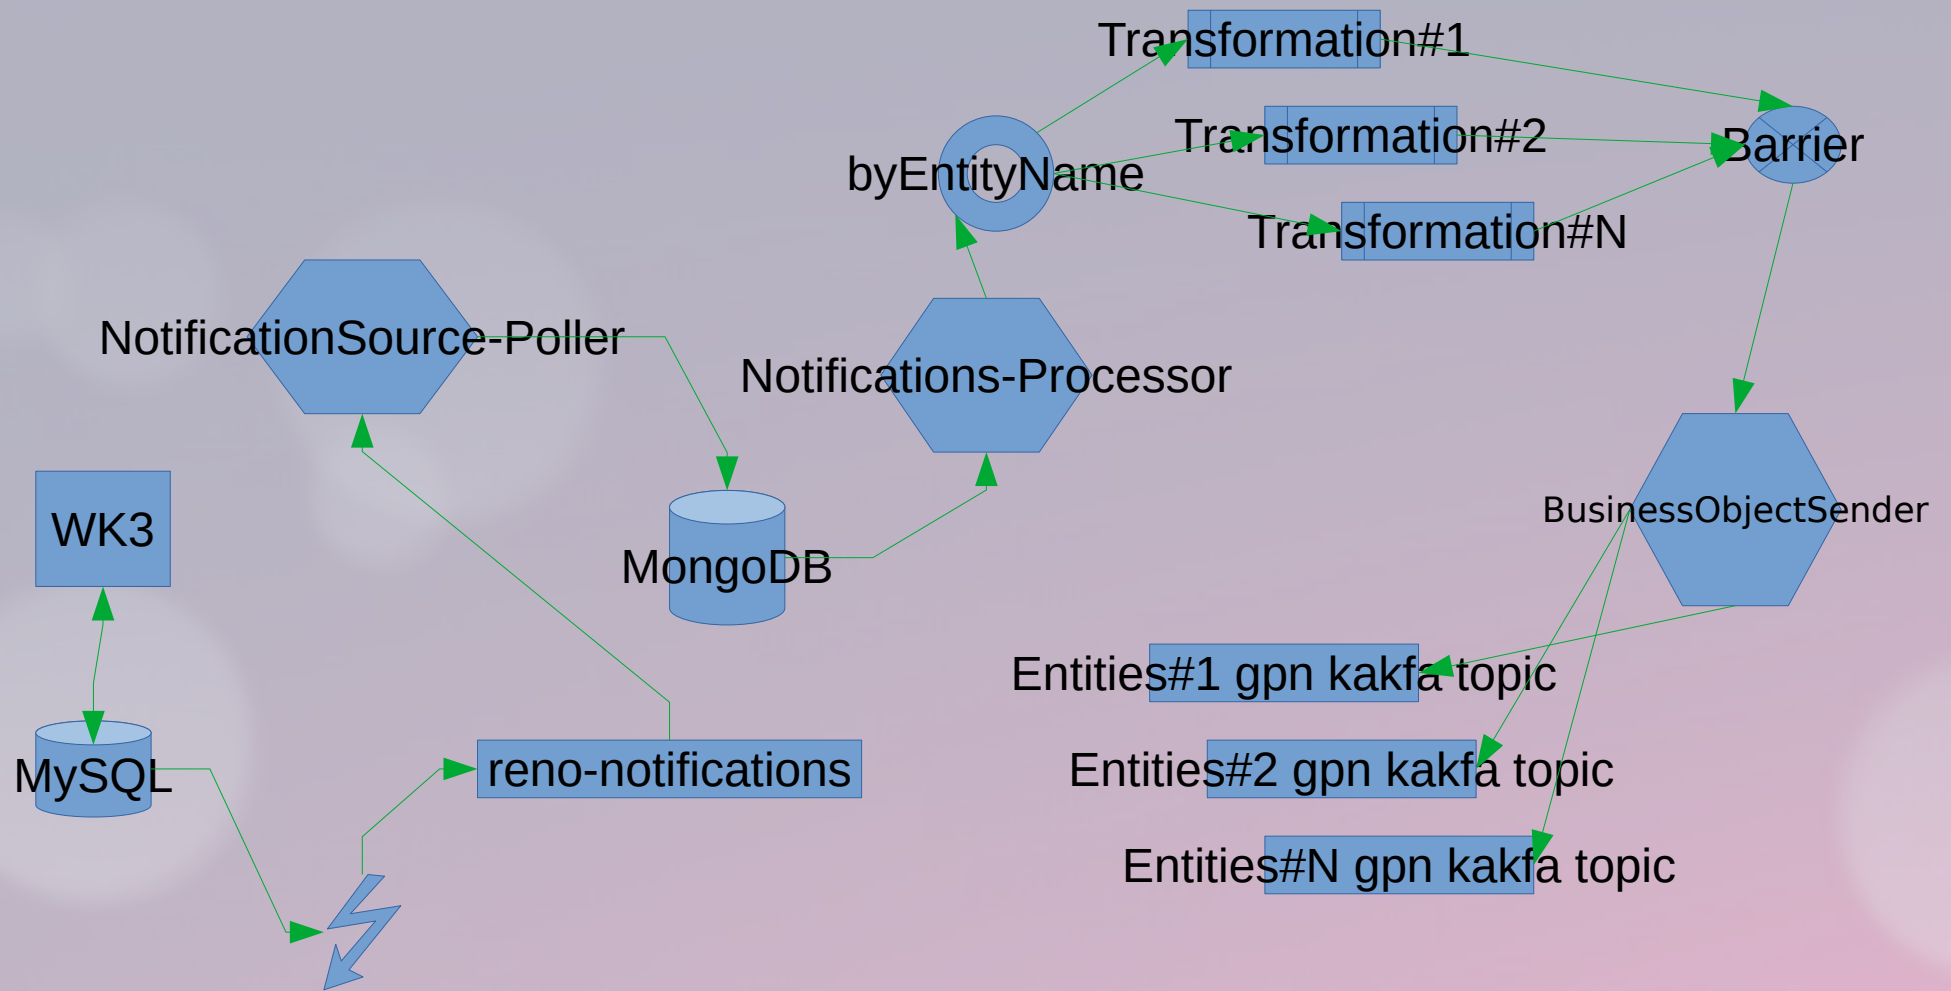 Transformation#1
Transformation#2
Barrier
byEntityName
Transformation#N
NotificationSource-Poller
Notifications-Processor
BusinessObjectSender
WK3
MongoDB
Entities#1 gpn kakfa topic
MySQL
reno-notifications
Entities#2 gpn kakfa topic
Entities#N gpn kakfa topic